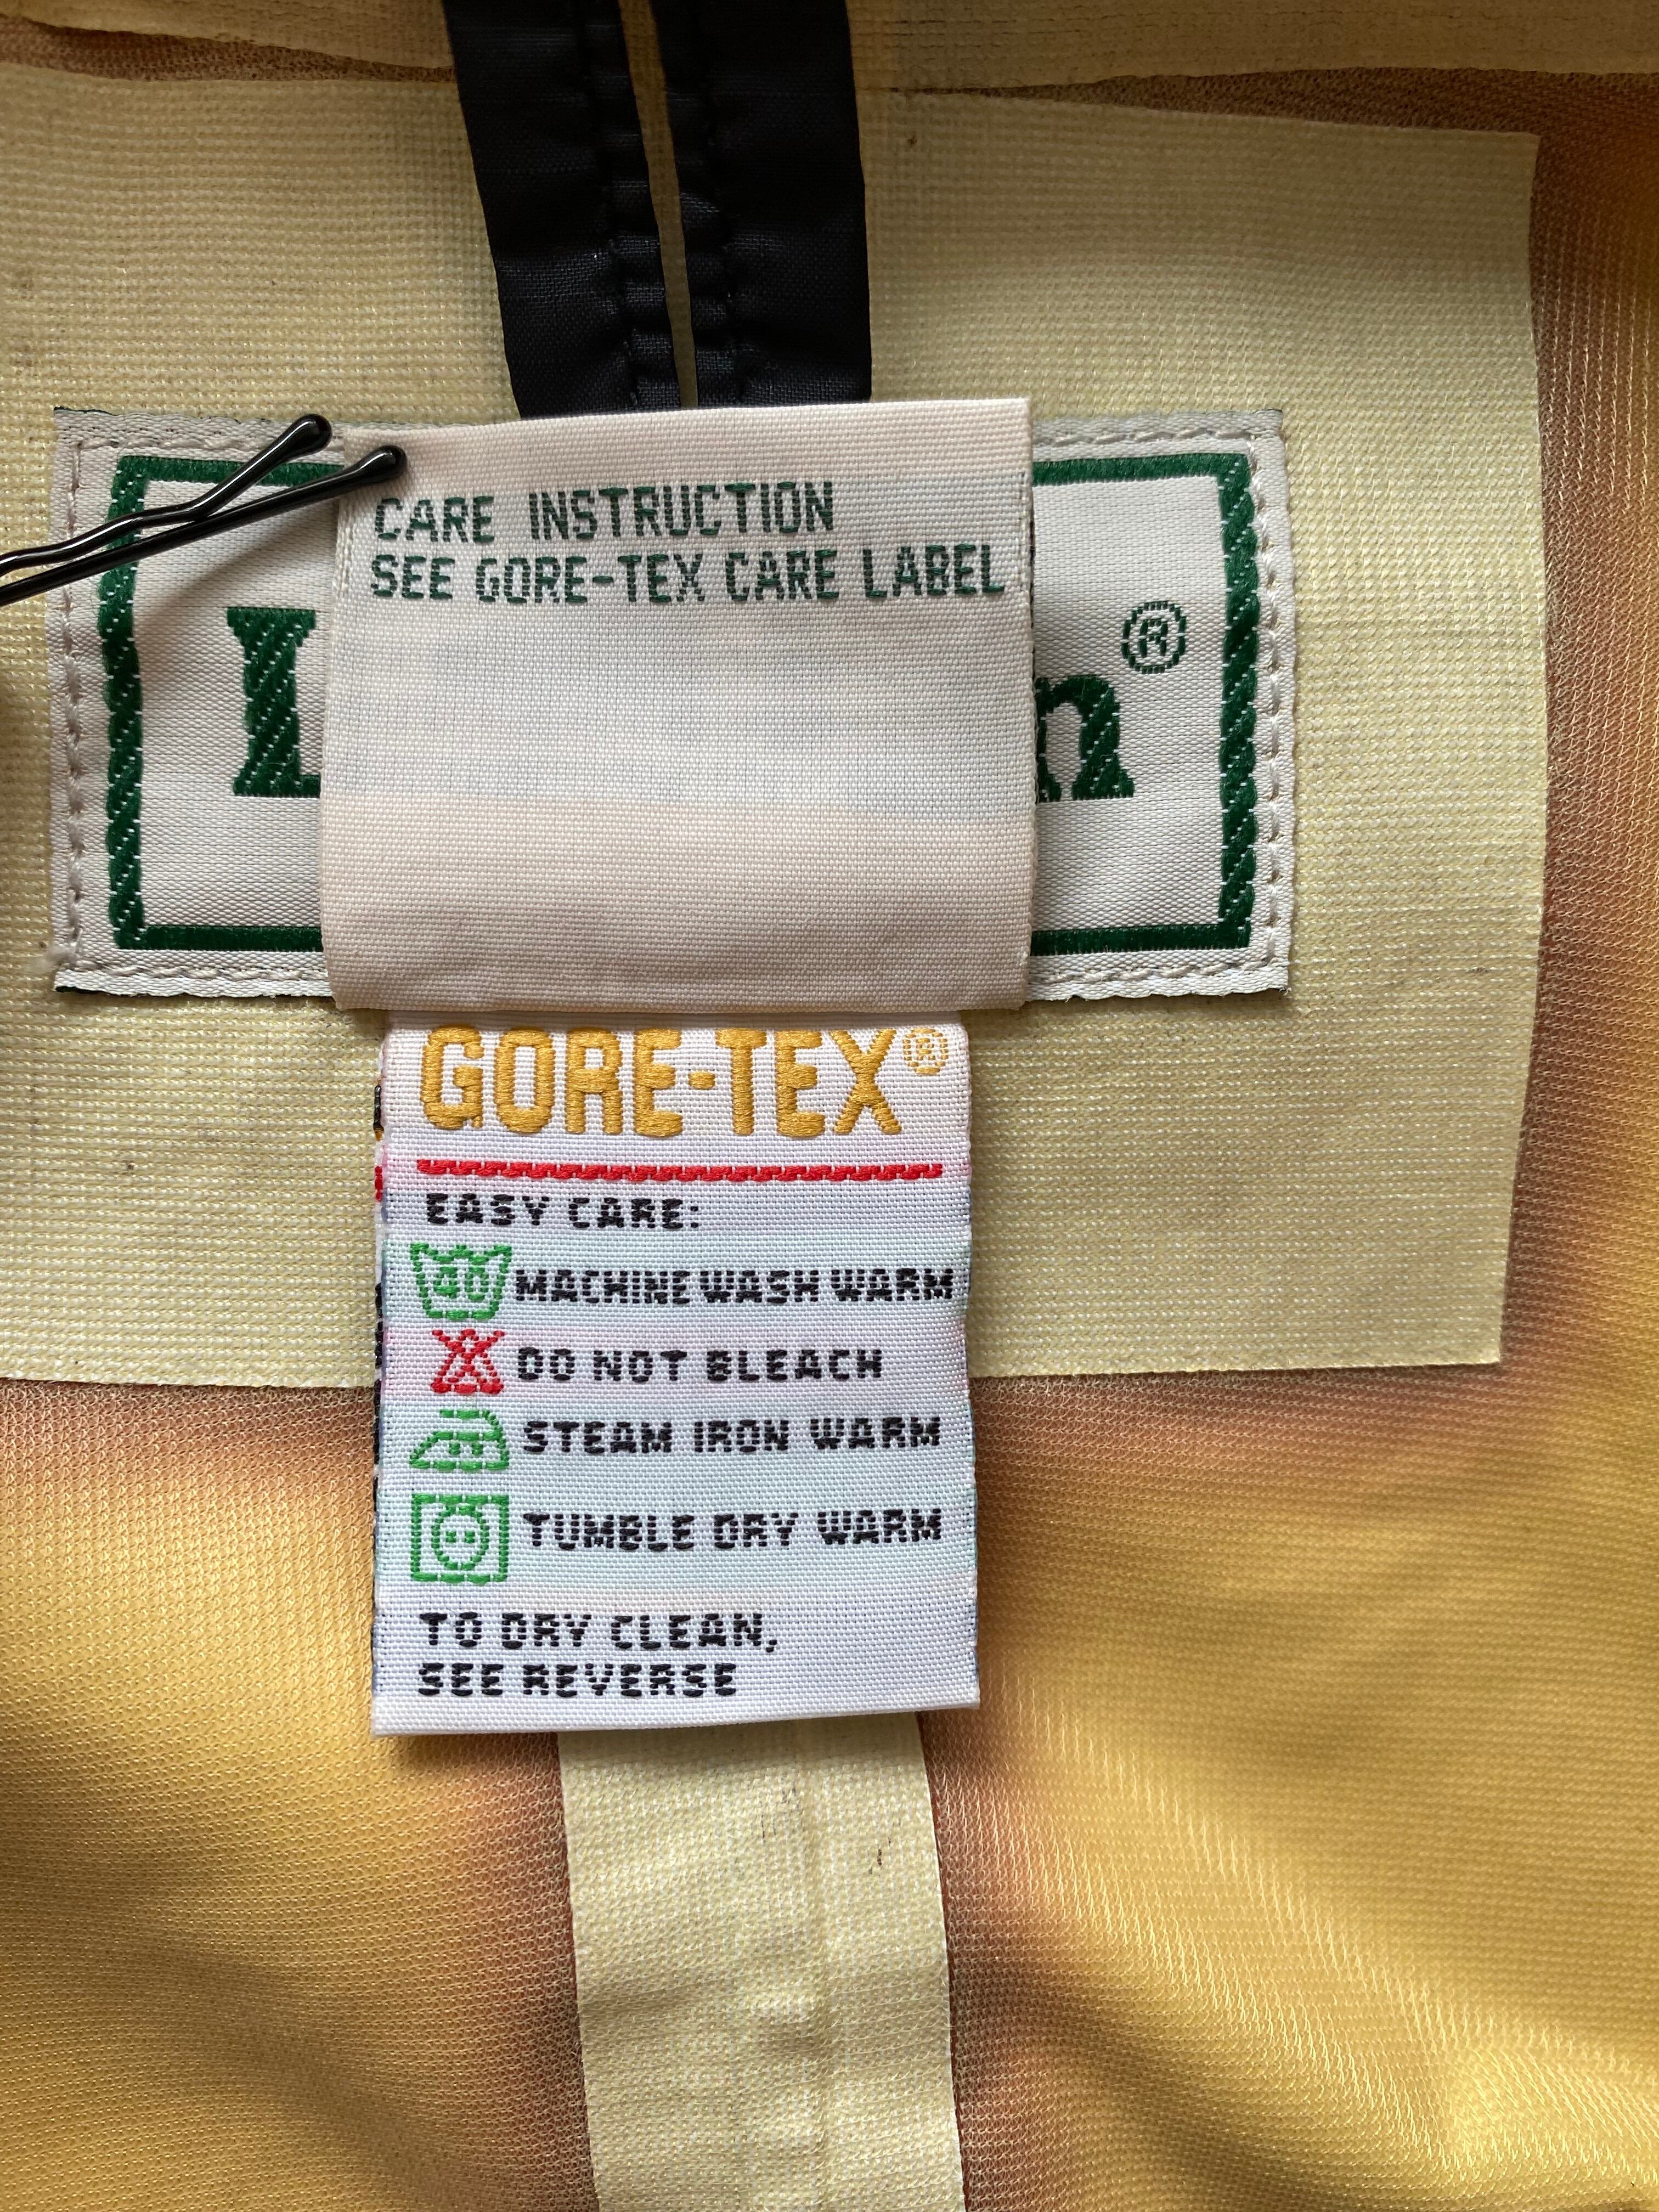 CARE INSTRUCTION
SEE GORE-TEX CARE LABEL
GORE-TEX®
EASY CARE:
40 MACHINE WASH WARM
DO NOT BLEACH
STEAM IRON WARM
TUMBLE DRY WARM
TO DRY CLEAN,
SEE REVERSE